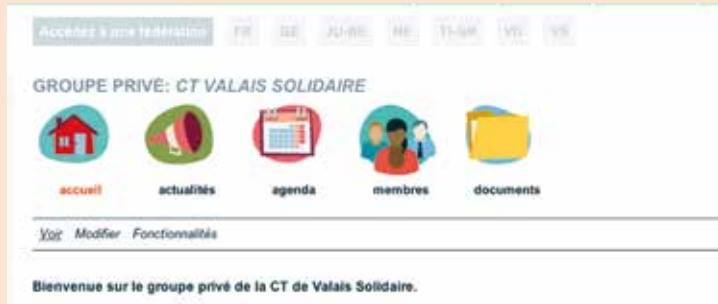 Accédez à une fédération FR GE JU-BE NE TI-GR VD VS
GROUPE PRIVÉ: CT VALAIS SOLIDAIRE
accueil actualités agenda membres documents
Voir Modifier Fonctionnalités
Bienvenue sur le groupe privé de la CT de Valais Solidaire.